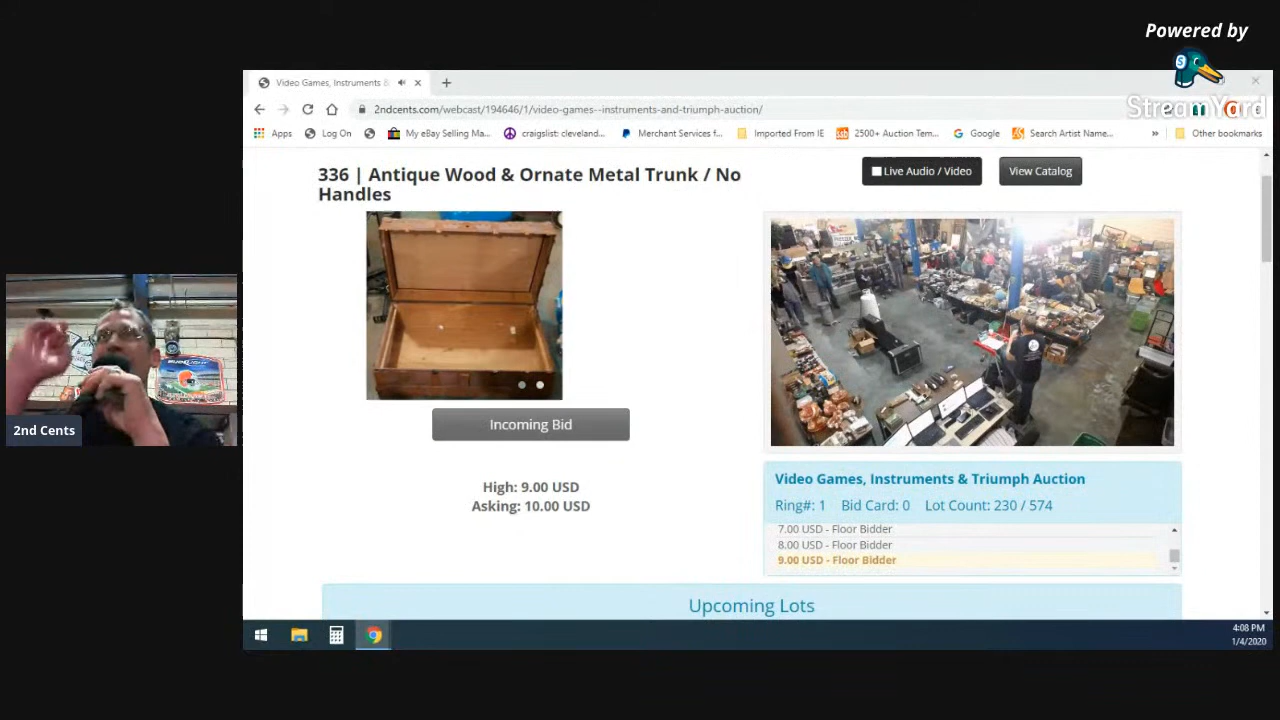 Powered by
StreamYard
Video Games, Instruments &
2ndcents.com/webcast/194646/1/video-games--instruments-and-triumph-auction/
Apps
Log On
My eBay Selling Ma...
craigslist: cleveland...
Merchant Services f...
Imported From IE
2500+ Auction Tem...
Google
Search Artist Name...
»
Other bookmarks
336 | Antique Wood & Ornate Metal Trunk / No
Handles
Live Audio / Video
View Catalog
Incoming Bid
High: 9.00 USD
Asking: 10.00 USD
2nd Cents
Video Games, Instruments & Triumph Auction
Ring#: 1 Bid Card: 0 Lot Count: 230 / 574
7.00 USD - Floor Bidder
8.00 USD - Floor Bidder
9.00 USD - Floor Bidder
Upcoming Lots
4:08 PM
1/4/2020